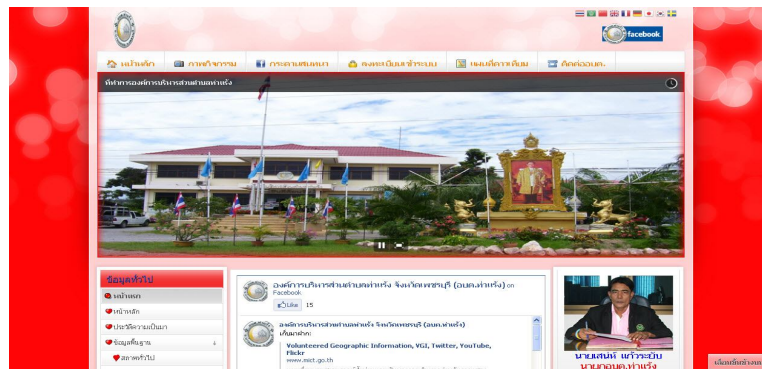 facebook
หน้าหลัก ภาพกิจกรรม กระดานสนทนา ลงทะเบียนเข้าระบบ แผนที่ดาวเทียม ติดต่ออบต.
ที่ทำการองค์การบริหารส่วนตำบลท่าแร้ง
ข้อมูลทั่วไป
หน้าแรก
หน้าหลัก
ประวัติความเป็นมา
ข้อมูลพื้นฐาน
สภาพทั่วไป
องค์การบริหารส่วนตำบลท่าแร้ง จังหวัดเพชรบุรี (อบต.ท่าแร้ง) on
Facebook
Like 15
องค์การบริหารส่วนตำบลท่าแร้ง จังหวัดเพชรบุรี (อบต.ท่าแร้ง)
Volunteered Geographic Information, VGI, Twitter, YouTube,
Flickr
www.mict.go.th
นายเสน่ห์ แก้วระบิบ
นายกอบต.ท่าแร้ง